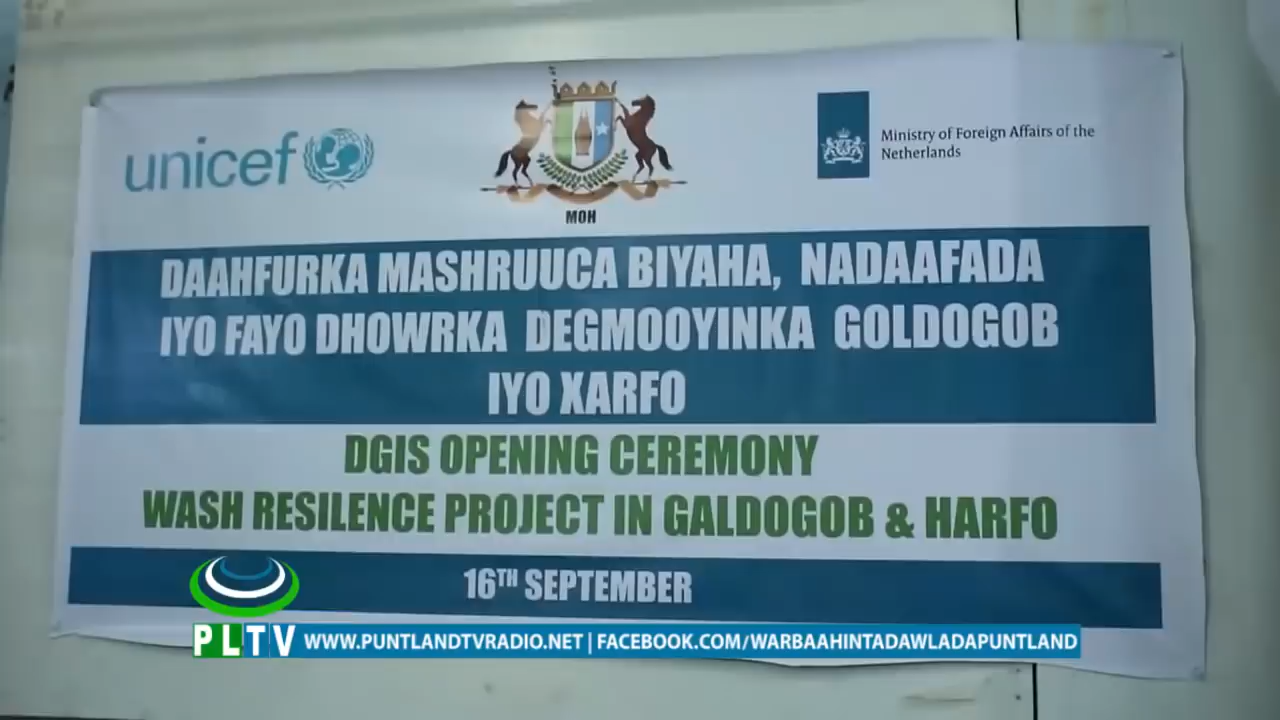 unicef
MOH
Ministry of Foreign Affairs of the
Netherlands
DAAHFURKA MASHRUUCA BIYAHA, NADAAFADA
IYO FAYO DHOWRKA DEGMOOYINKA GOLDOGOB
IYO XARFO
DGIS OPENING CEREMONY
WASH RESILENCE PROJECT IN GALDOGOB & HARFO
16TH SEPTEMBER
PLTV WWW.PUNTLANDTVRADIO.NET | FACEBOOK.COM/WARBAAHINTADAWLADAPUNTLAND